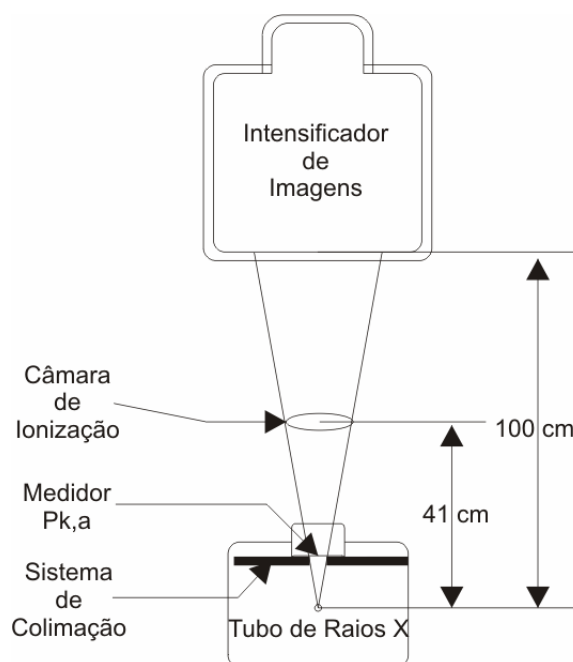 Intensificador
de
Imagens
Câmara
de
Ionização
100 cm
Medidor
Pk,a
41 cm
Sistema
de
Colimação
Tubo de Raios X